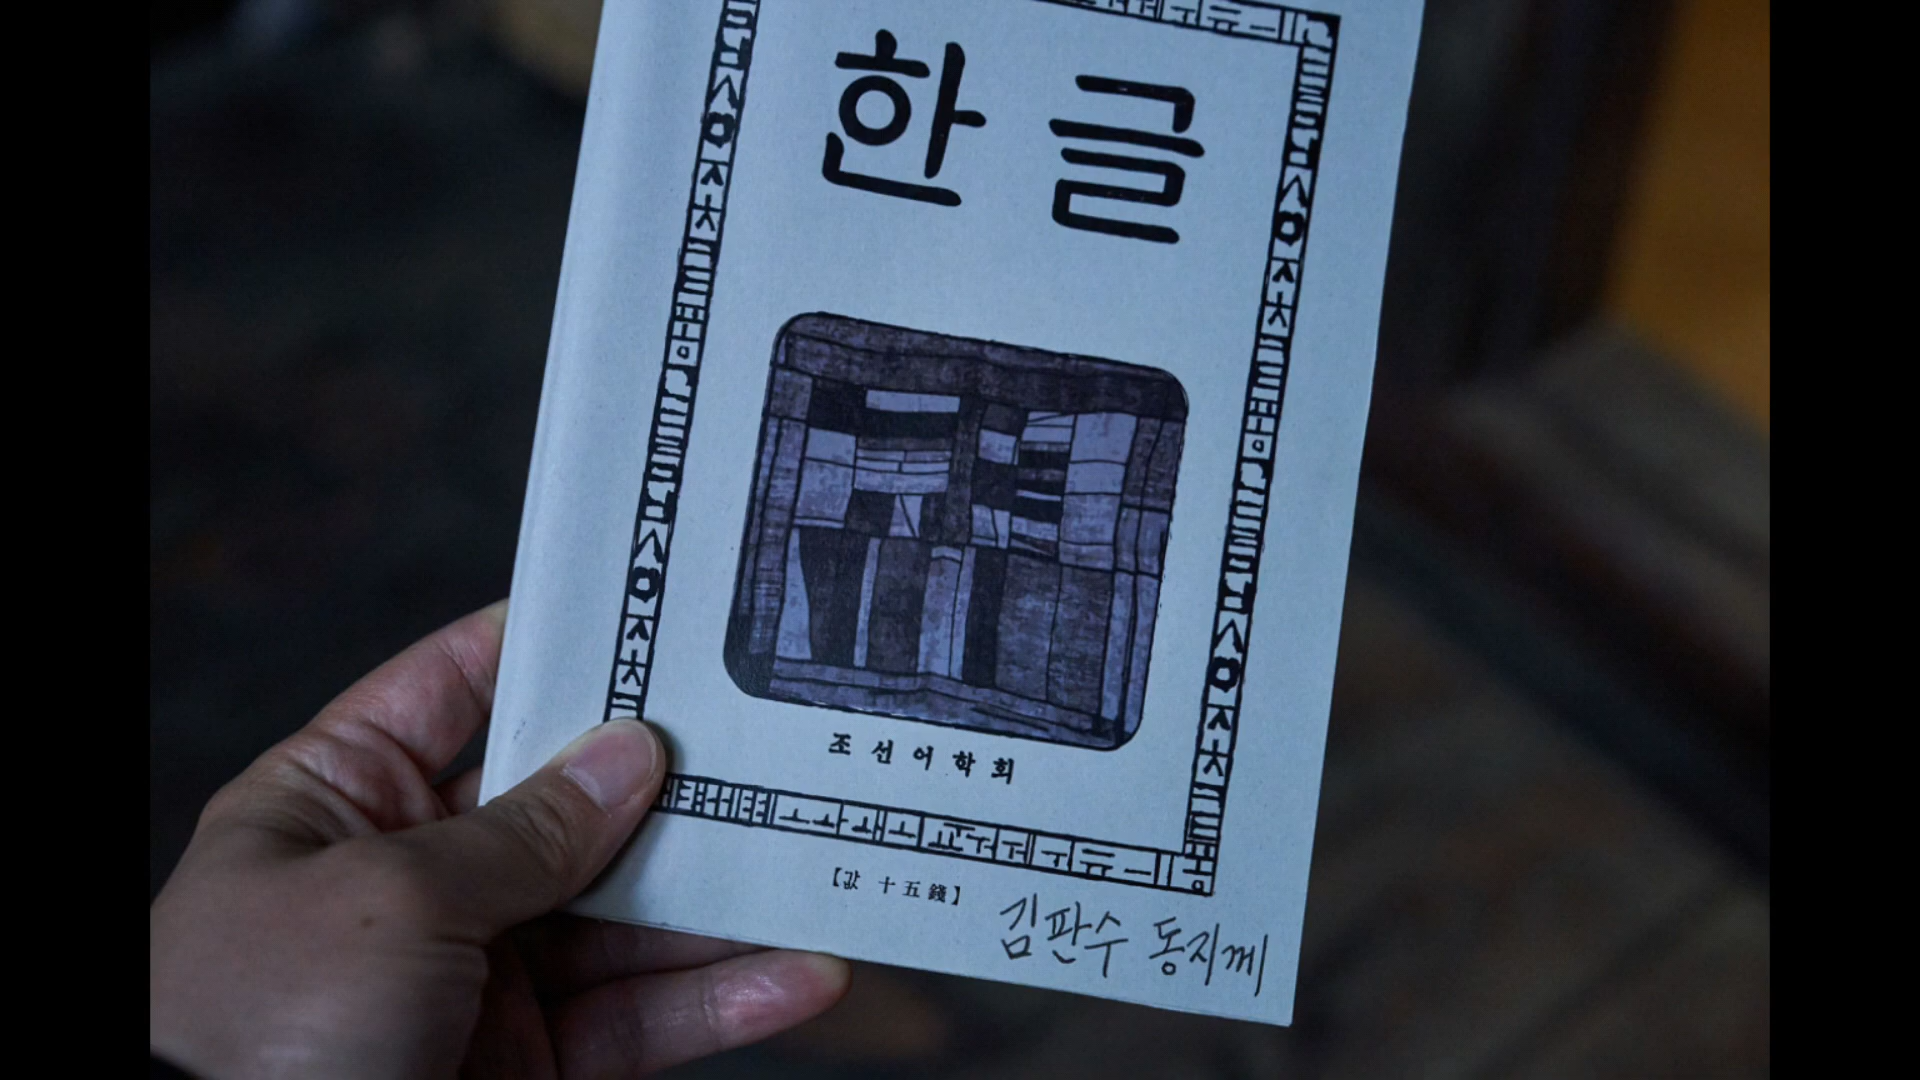 한글
조선어학회
【값 十五錢】
김판수 동지께